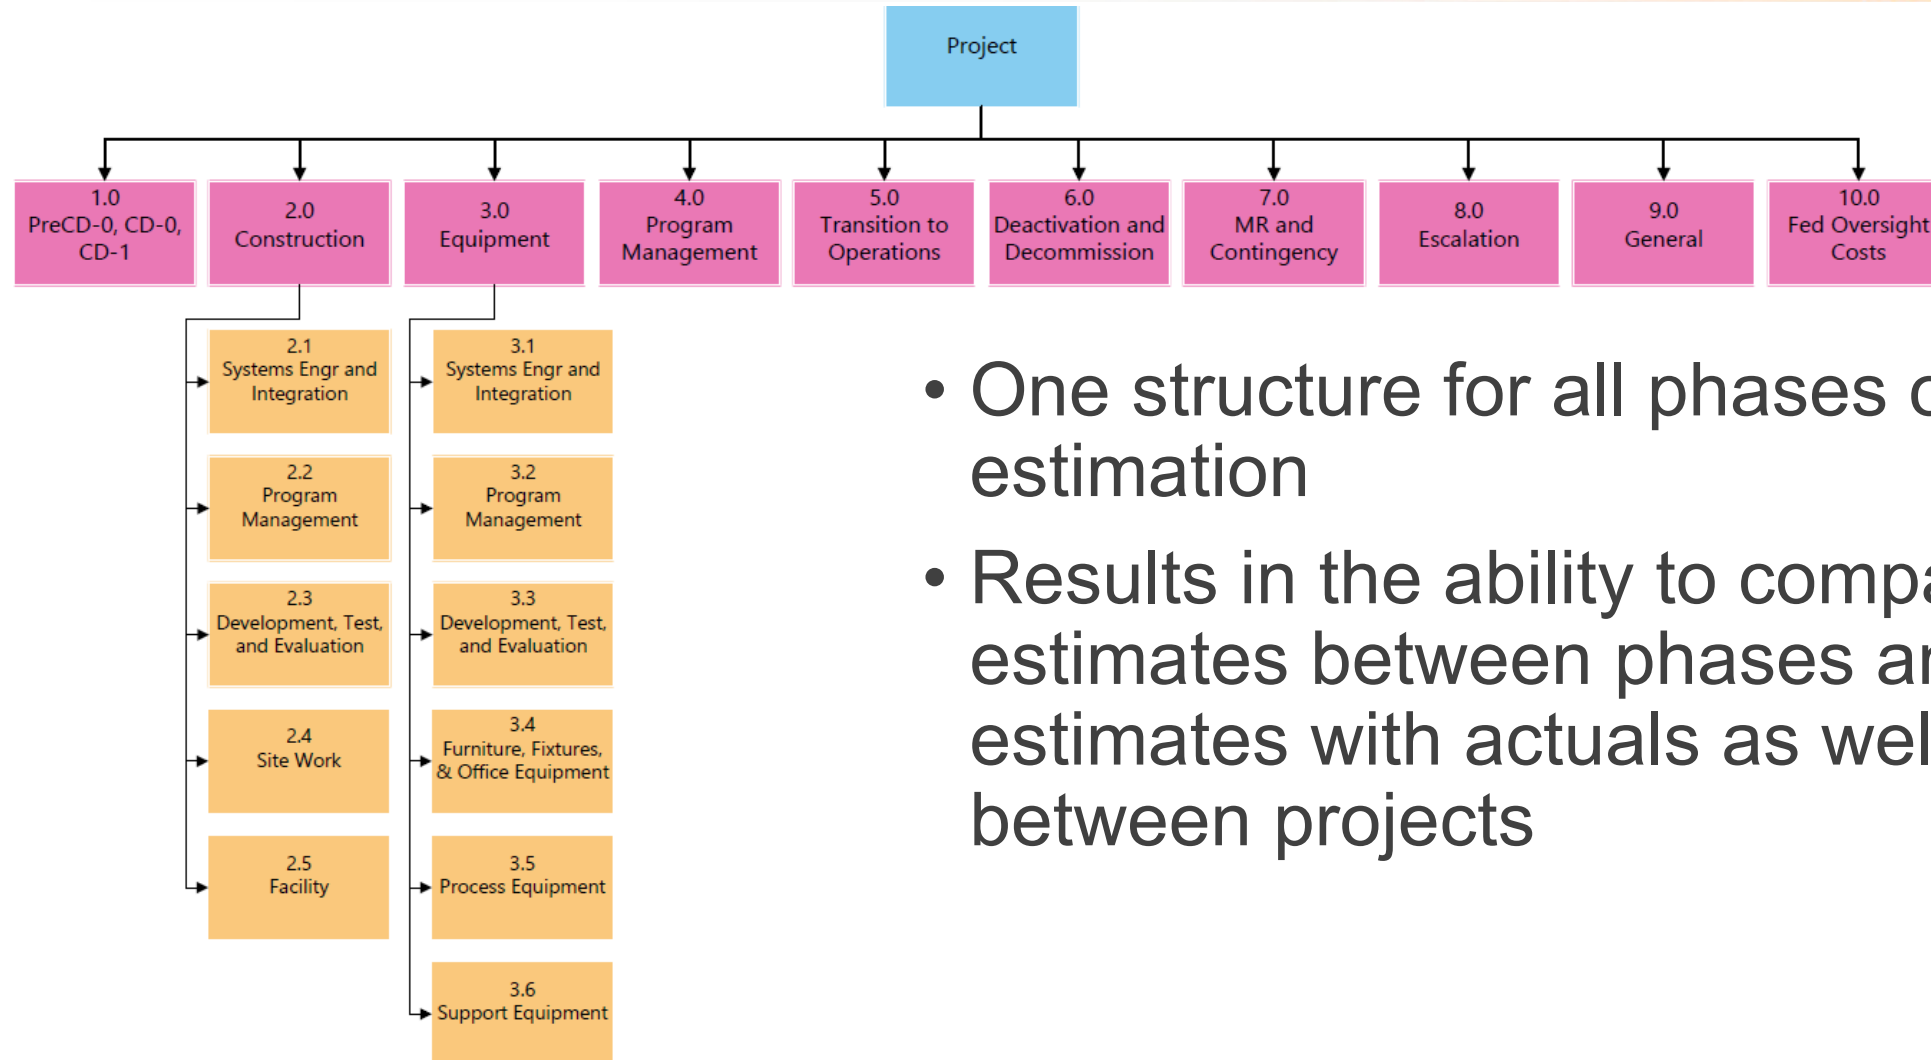 Project
1.0
PreCD-0, CD-0,
CD-1
2.0
Construction
3.0
Equipment
4.0
Program
Management
5.0
Transition to
Operations
6.0
Deactivation and
Decommission
7.0
MR and
Contingency
8.0
Escalation
9.0
General
10.0
Fed Oversight
Costs
2.1
Systems Engr and
Integration
2.2
Program
Management
2.3
Development, Test,
and Evaluation
2.4
Site Work
2.5
Facility
3.1
Systems Engr and
Integration
3.2
Program
Management
3.3
Development, Test,
and Evaluation
3.4
Furniture, Fixtures,
& Office Equipment
3.5
Process Equipment
3.6
Support Equipment
• One structure for all phases
estimation
• Results in the ability to
estimates between phases
estimates with actuals as
between projects